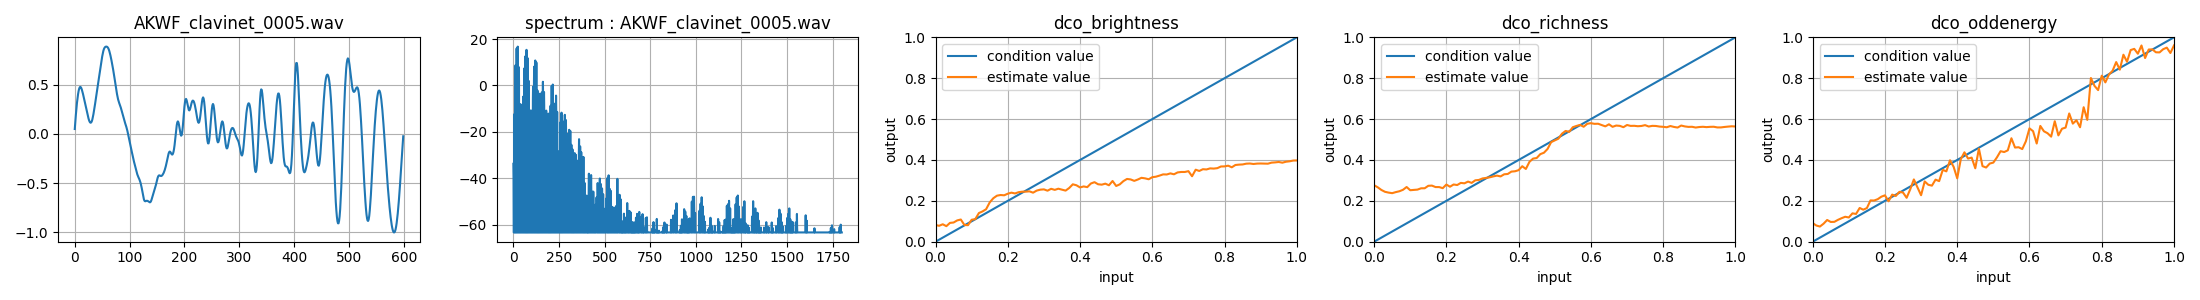 AKWF_clavinet_0005.wav
0.5
0.0
−0.5
−1.0
0 100 200 300 400 500 600
spectrum : AKWF_clavinet_0005.wav
20
0
−20
−40
−60
0 250 500 750 1000 1250 1500 1750
dco_brightness
condition value
estimate value
output
1.0
0.8
0.6
0.4
0.2
0.0
0.0 0.2 0.4 0.6 0.8 1.0
input
dco_richness
condition value
estimate value
output
1.0
0.8
0.6
0.4
0.2
0.0
0.0 0.2 0.4 0.6 0.8 1.0
input
dco_oddenergy
condition value
estimate value
output
1.0
0.8
0.6
0.4
0.2
0.0
0.0 0.2 0.4 0.6 0.8 1.0
input